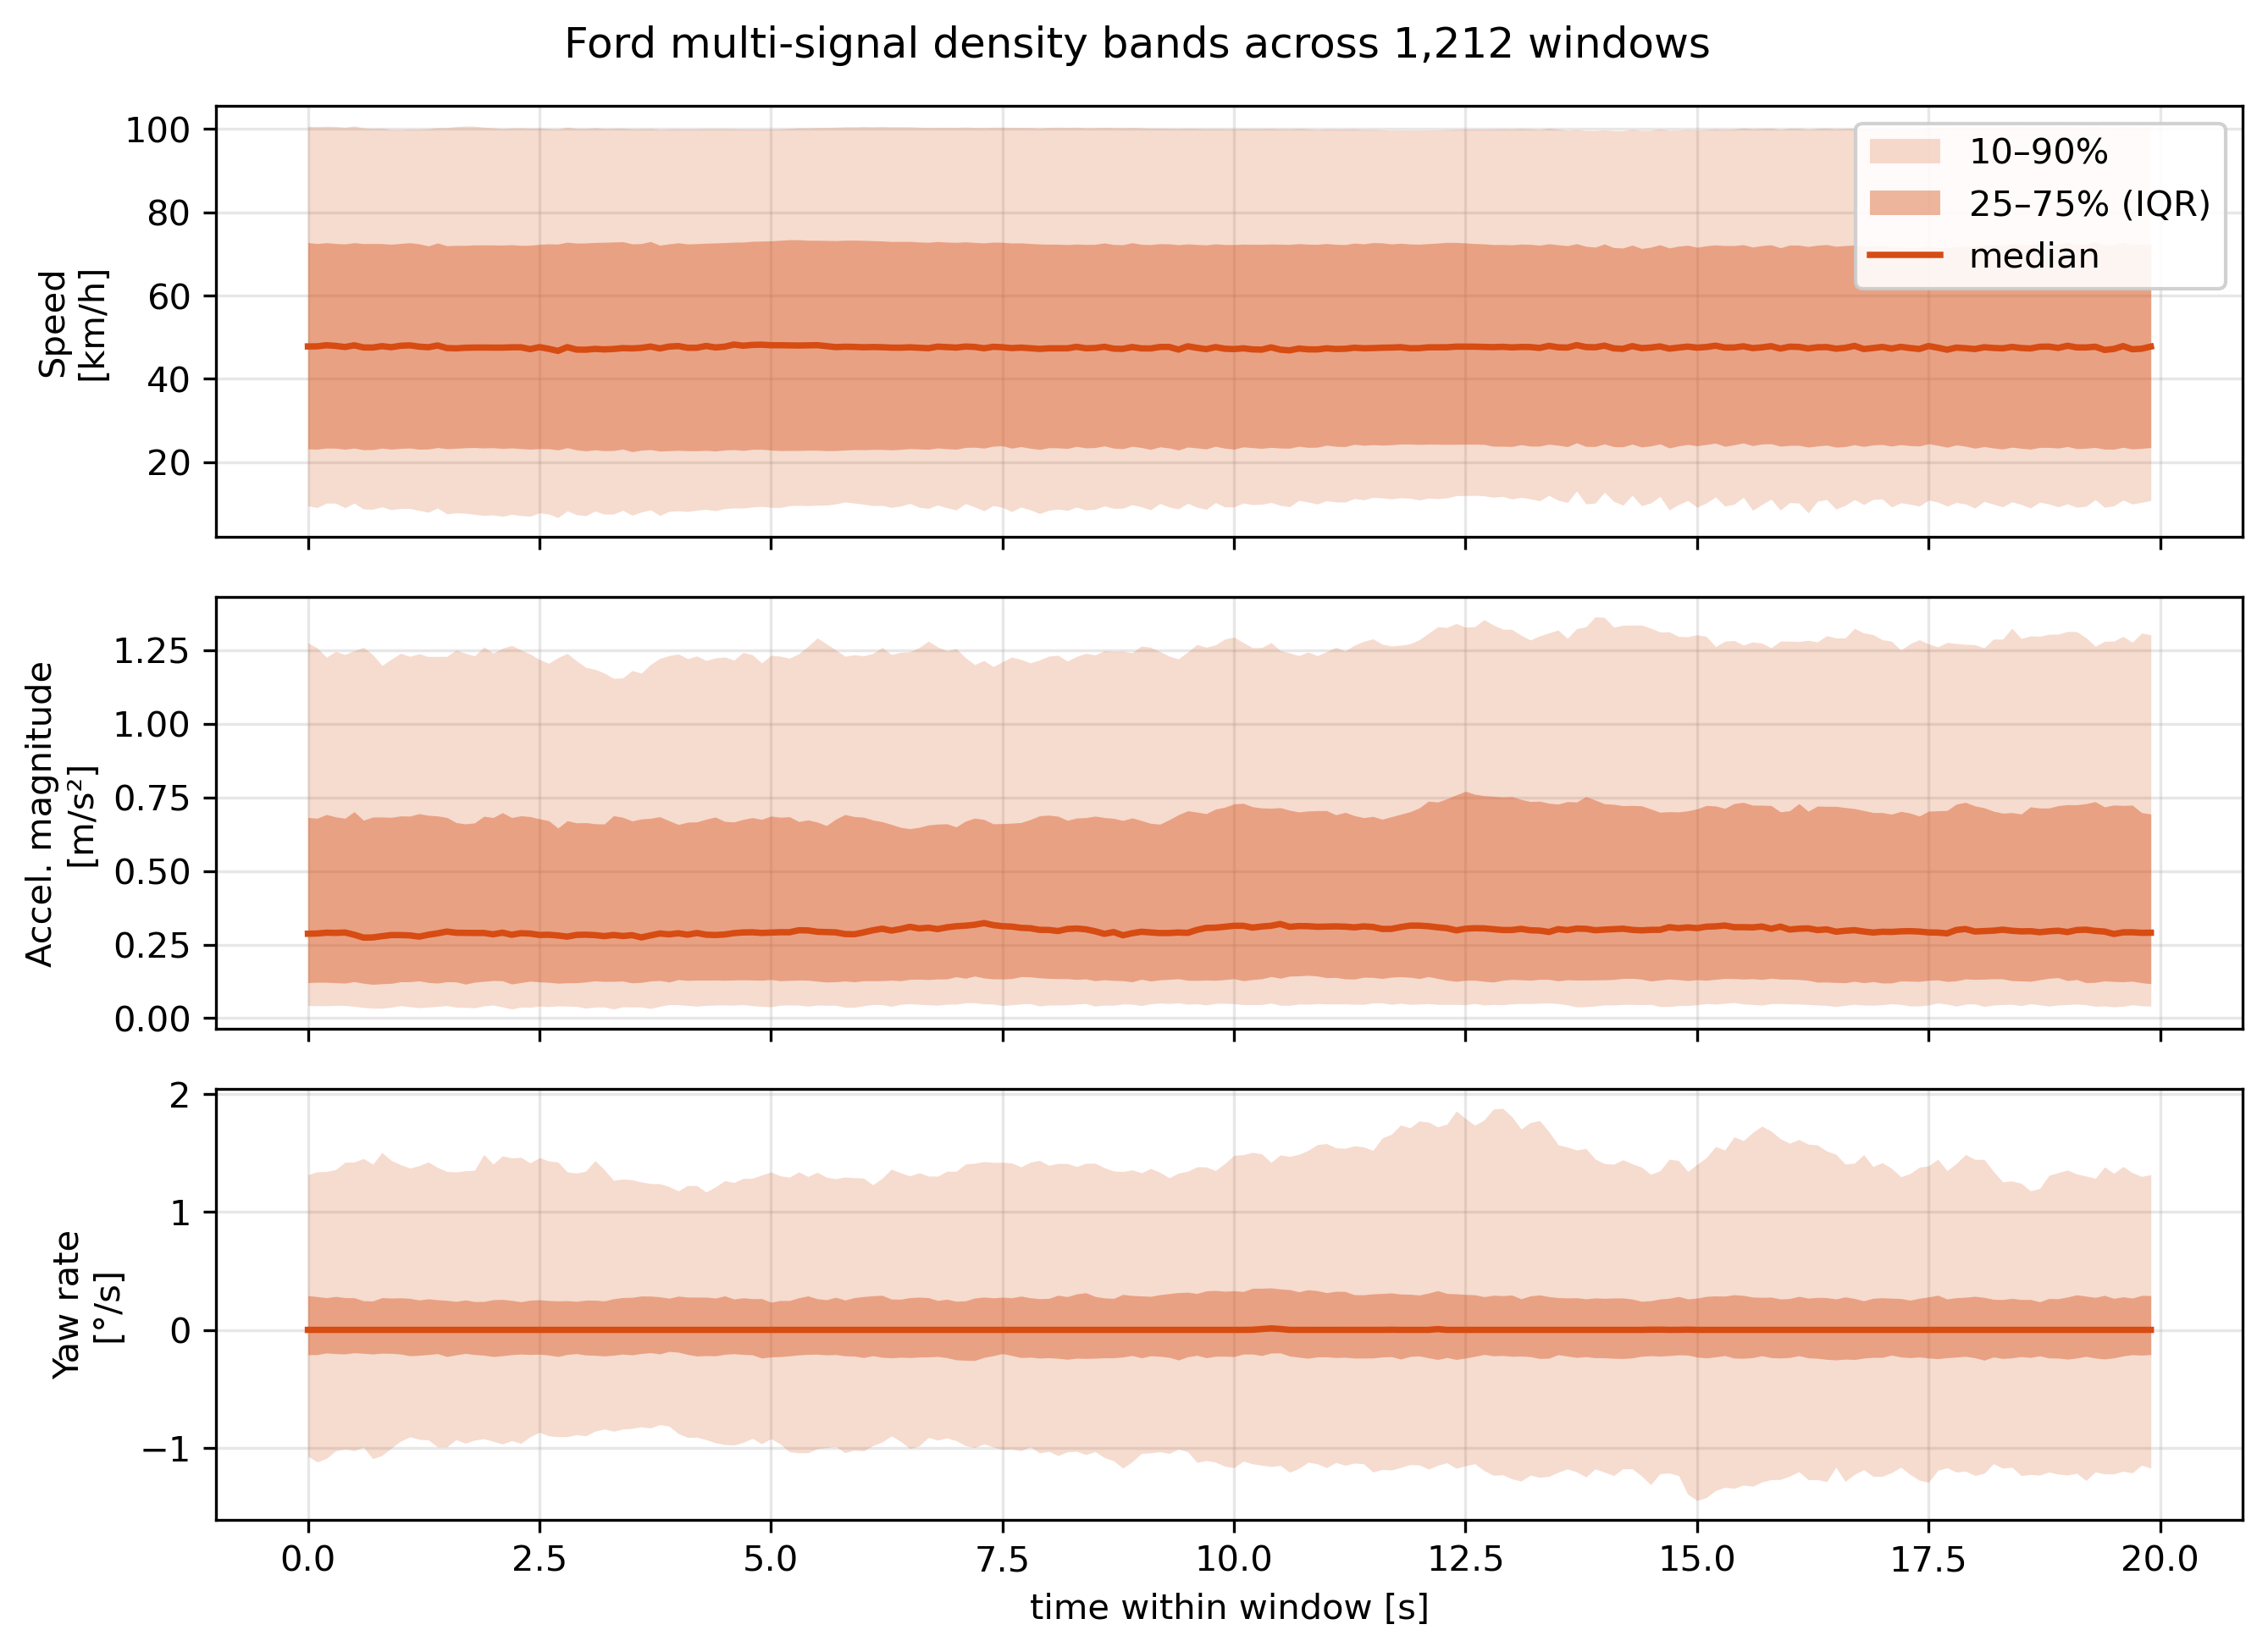 Ford multi-signal density bands across 1,212 windows
Speed
[km/h]
100
80
60
40
20
10–90%
25–75% (IQR)
median
Accel. magnitude
[m/s²]
1.25
1.00
0.75
0.50
0.25
0.00
Yaw rate
[°/s]
2
1
0
−1
0.0 2.5 5.0 7.5 10.0 12.5 15.0 17.5 20.0
time within window [s]